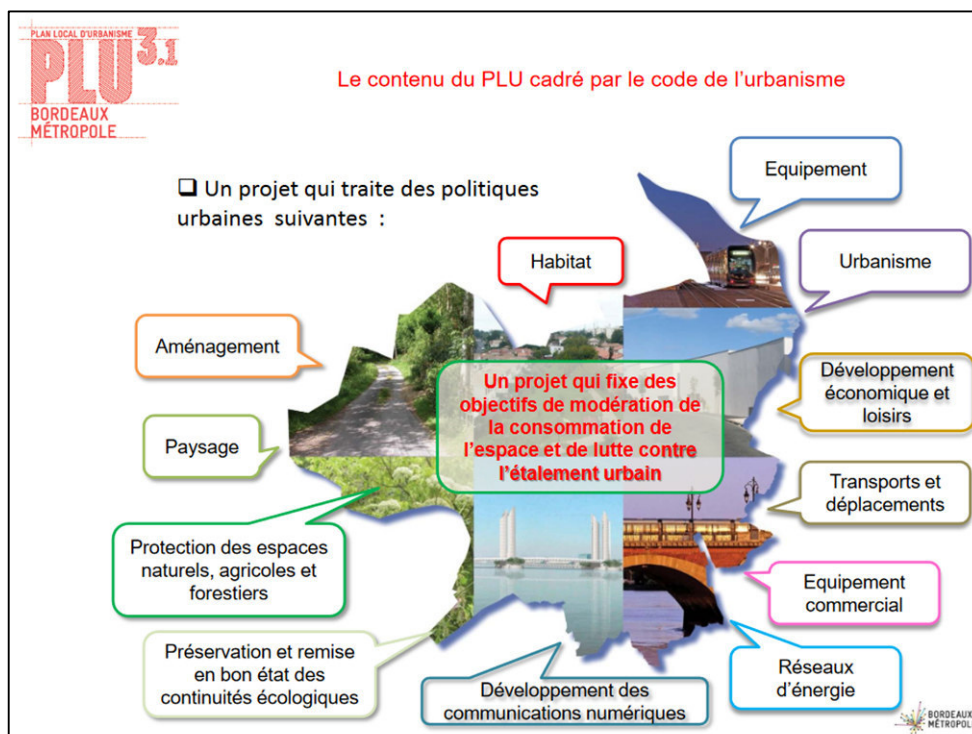 PLAN LOCAL D'URBANISME
PLU 3.1
BORDEAUX
MÉTROPOLE
Le contenu du PLU cadré par le code de l'urbanisme
❑ Un projet qui traite des politiques
urbaines suivantes :
Equipement
Habitat
Urbanisme
Aménagement
Développement
économique et
loisirs
Un projet qui fixe des
objectifs de modération de
la consommation de
l'espace et de lutte contre
l'étalement urbain
Paysage
Transports et
déplacements
Protection des espaces
naturels, agricoles et
forestiers
Equipement
commercial
Préservation et remise
en bon état des
continuités écologiques
Développement des
communications numériques
Réseaux
d'énergie
BORDEAUX
MÉTROPOLE